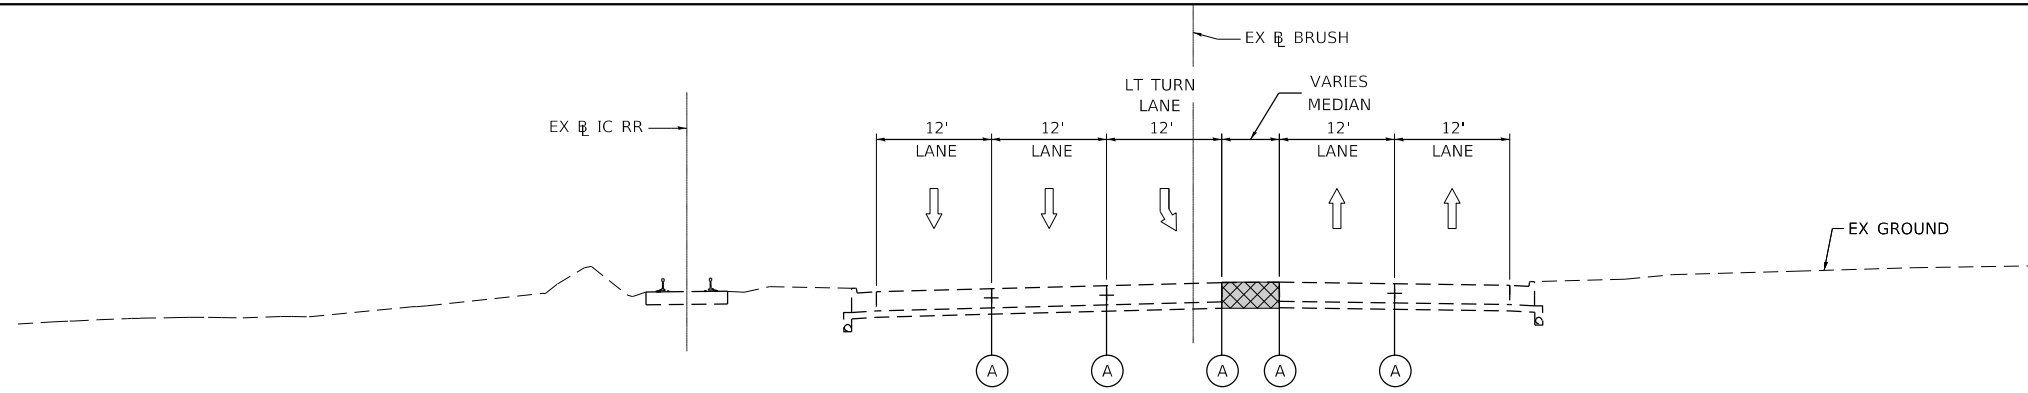 EX ℄ BRUSH
LT TURN
LANE
VARIES
MEDIAN
EX ℄ IC RR
12'
LANE
12'
LANE
12'
12'
LANE
12'
LANE
EX GROUND
A
A
A
A
A